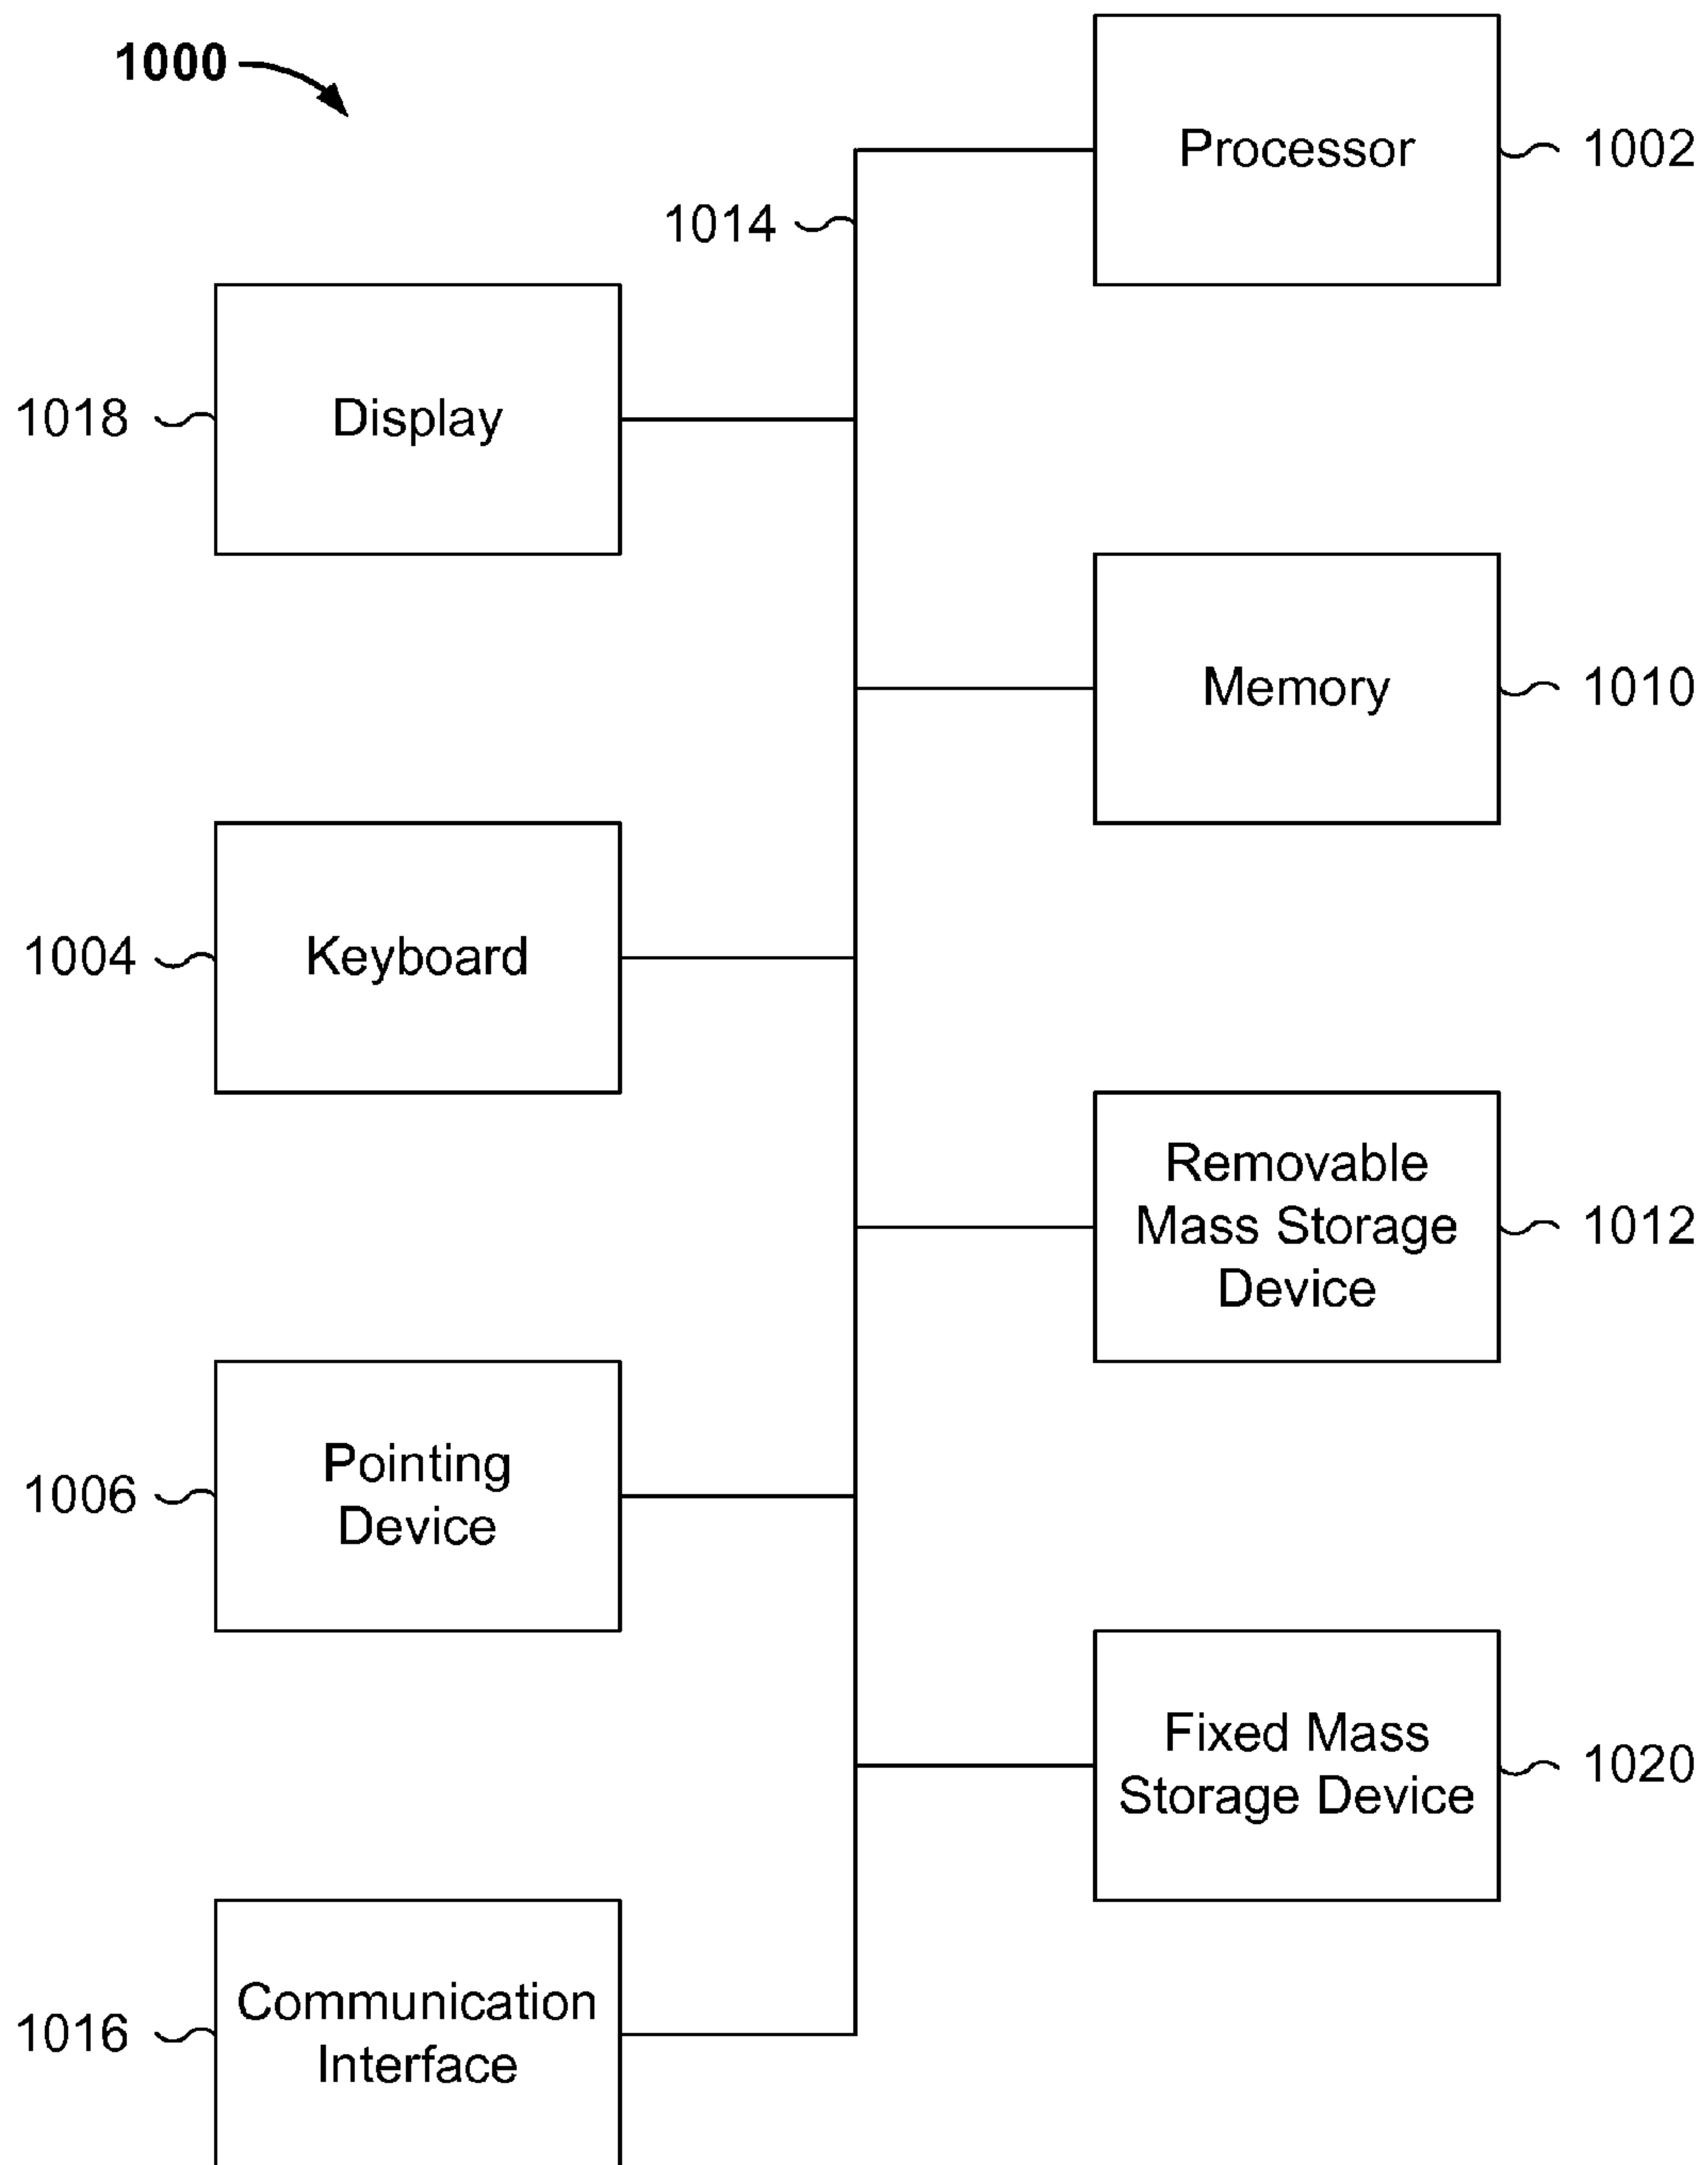 1000
Processor
1002
1014
1018
Display
Memory
1010
1004
Keyboard
Removable
Mass Storage
Device
1012
1006
Pointing
Device
Fixed Mass
Storage Device
1020
1016
Communication
Interface